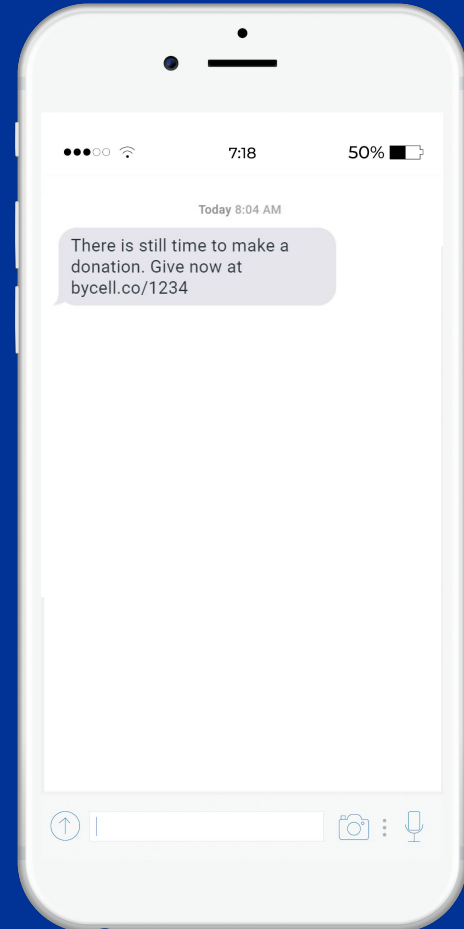 7:18
50%
Today 8:04 AM
There is still time to make a
donation. Give now at
bycell.co/1234